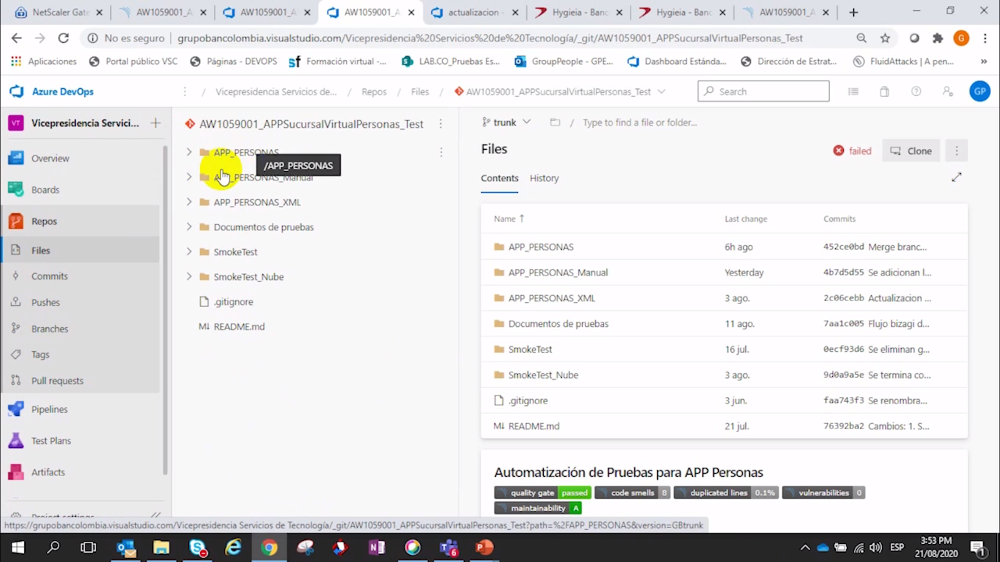 NetScaler Gate
AW1059001_A
AW1059001_A
AW1059001_A
actualizacion -
Hygieia - Banc
Hygieia - Banc
AW1059001_A
No es seguro
grupobancolombia.visualstudio.com/Vicepresidencia%20Servicios%20de%20Tecnología/_git/AW1059001_APPSucursalVirtualPersonas_Test
G
Aplicaciones
Portal público VSC
Páginas - DEVOPS
Formación virtual -...
LAB.CO_Pruebas Es...
GroupPeople - GPE...
Dashboard Estánda...
Dirección de Estrat...
FluidAttacks | A pen...
»
Azure DevOps
/ Vicepresidencia Servicios de... / Repos / Files / AW1059001_APPSucursalVirtualPersonas_Test
Search
GP
VT
Vicepresidencia Servici...
Overview
Boards
Repos
Files
Commits
Pushes
Branches
Tags
Pull requests
Pipelines
Test Plans
Artifacts
Project settings
AW1059001_APPSucursalVirtualPersonas_Test
APP_PERSONAS
/APP_PERSONAS
APP_PERSONAS_Manual
APP_PERSONAS_XML
Documentos de pruebas
SmokeTest
SmokeTest_Nube
.gitignore
M↓ README.md
trunk
/ Type to find a file or folder...
Files
failed
Clone
Contents
History
Name ↑ Last change Commits
APP_PERSONAS 6h ago 452ce0bd Merge branc...
APP_PERSONAS_Manual Yesterday 4b7d5d55 Se adicionan l...
APP_PERSONAS_XML 3 ago. 2c06cebb Actualizacion ...
Documentos de pruebas 11 ago. 7aa1c005 Flujo bizagi d...
SmokeTest 16 jul. 0ecf93d6 Se eliminan g...
SmokeTest_Nube 3 ago. 9d0a9a5e Se termina co...
.gitignore 3 jun. faa743f3 Se renombra...
M↓ README.md 21 jul. 76392ba2 Cambios: 1. S...
Automatización de Pruebas para APP Personas
quality gate passed code smells 8 duplicated lines 0.1% vulnerabilities 0
maintainability A
https://grupobancolombia.visualstudio.com/Vicepresidencia Servicios de Tecnología/_git/AW1059001_APPSucursalVirtualPersonas_Test?path=%2FAPP_PERSONAS&version=GBtrunk
6
ESP
3:53 PM
21/08/2020
1